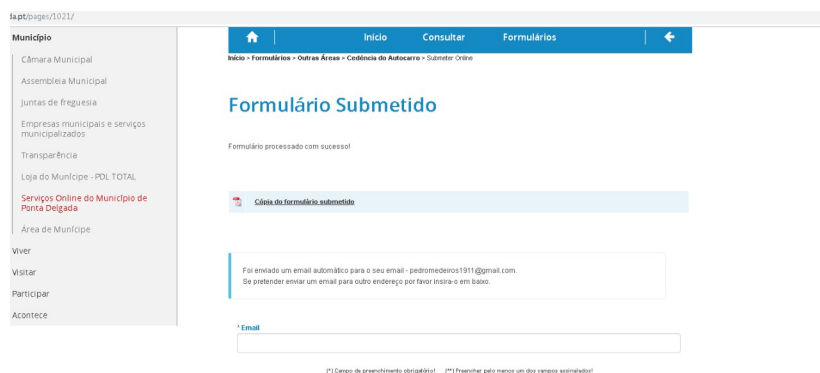 da.pt/pages/1021/
Município
Câmara Municipal
Assembleia Municipal
Juntas de freguesia
Empresas municipais e serviços
municipalizados
Transparência
Loja do Munícipe - PDL TOTAL
Serviços Online do Município de
Ponta Delgada
Área de Munícipe
Viver
Visitar
Participar
Acontece
Início Consultar Formulários
Início > Formulários > Outras Áreas > Cedência do Autocarro > Submeter Online
Formulário Submetido
Formulário processado com sucesso!
Cópia do formulário submetido
Foi enviado um email automático para o seu email - pedromedeiros1911@gmail.com.
Se pretender enviar um email para outro endereço por favor insira-o em baixo.
* Email
(*) Campo de preenchimento obrigatório! (**) Preencher pelo menos um dos campos assinalados!